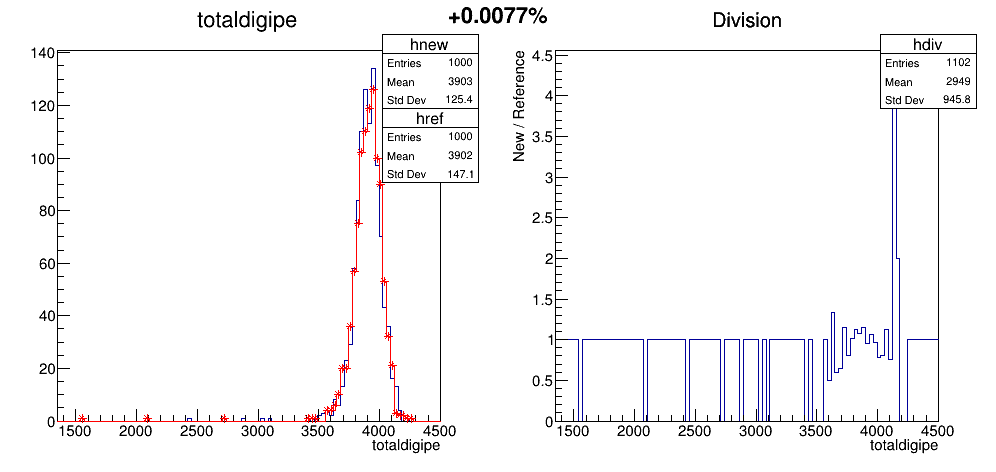 +0.0077%
totaldigipe
hnew
Entries 1000
Mean 3903
Std Dev 125.4
href
Entries 1000
Mean 3902
Std Dev 147.1
140
120
100
80
60
40
20
0
1500 2000 2500 3000 3500 4000 4500
totaldigipe
Division
hdiv
Entries 1102
Mean 2949
Std Dev 945.8
New / Reference
4.5
4
3.5
3
2.5
2
1.5
1
0.5
0
1500 2000 2500 3000 3500 4000 4500
totaldigipe